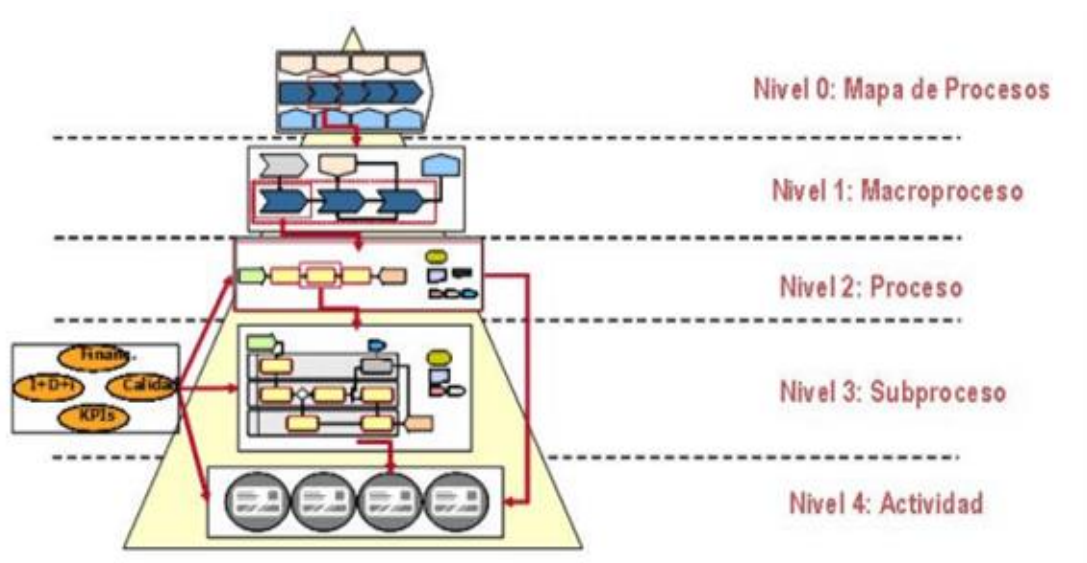 Nivel 0: Mapa de Procesos
Nivel 1: Macroproceso
Nivel 2: Proceso
Financ.
I+D+I
Calidad
KPIs
Nivel 3: Subproceso
Nivel 4: Actividad